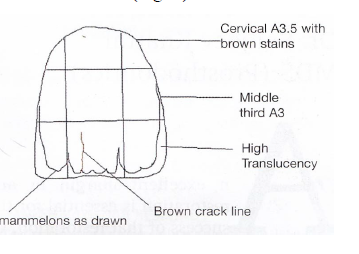 Cervical A3.5 with
brown stains
Middle
third A3
High
Translucency
Brown crack line
mammelons as drawn